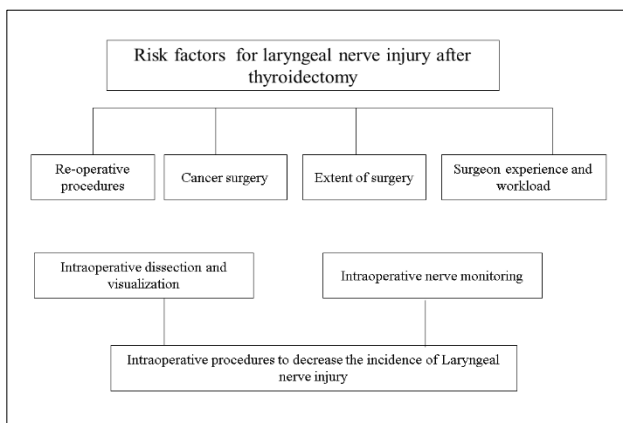 Risk factors for laryngeal nerve injury after
thyroidectomy
Re-operative
procedures
Cancer surgery
Extent of surgery
Surgeon experience and
workload
Intraoperative dissection and
visualization
Intraoperative nerve monitoring
Intraoperative procedures to decrease the incidence of Laryngeal
nerve injury